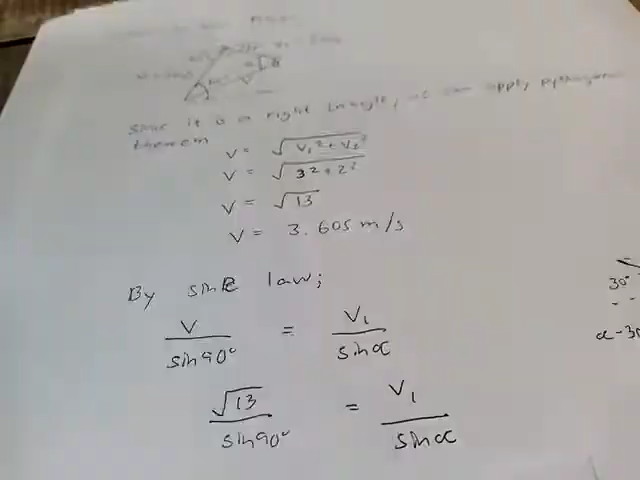 Since it is a right triangle, we can apply pythagoras
theorem
V = √V₁² + V₂²
V = √3² + 2²
V = √13
V = 3.605 m/s
By sine law;
V / sin90° = V₁ / sinα
√13 / sin90° = V₁ / sinα
30°
α-30